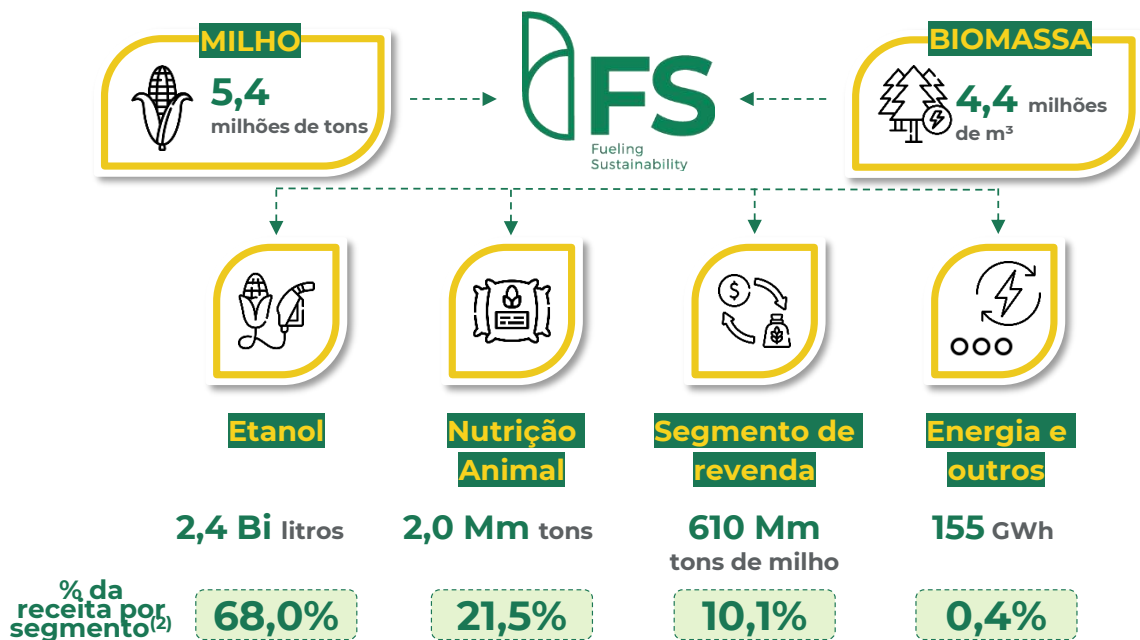 MILHO
5,4
milhões de tons
FS
Fueling
Sustainability
BIOMASSA
4,4 milhões
de m³
$
Etanol
Nutrição
Animal
Segmento de
revenda
Energia e
outros
2,4 Bi litros
2,0 Mm tons
610 Mm
tons de milho
155 GWh
% da
receita por
segmento(2)
68,0%
21,5%
10,1%
0,4%